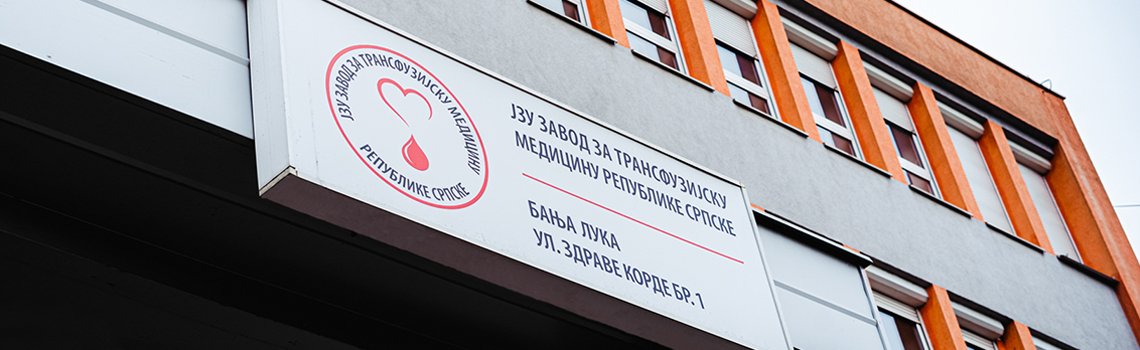 ЈЗУ ЗАВОД ЗА ТРАНСФУЗИЈСКУ МЕДИЦИНУ
РЕПУБЛИКЕ СРПСКЕ
ЈЗУ ЗАВОД ЗА ТРАНСФУЗИЈСКУ
МЕДИЦИНУ РЕПУБЛИКЕ СРПСКЕ
БАЊА ЛУКА
УЛ. ЗДРАВЕ КОРДЕ БР. 1